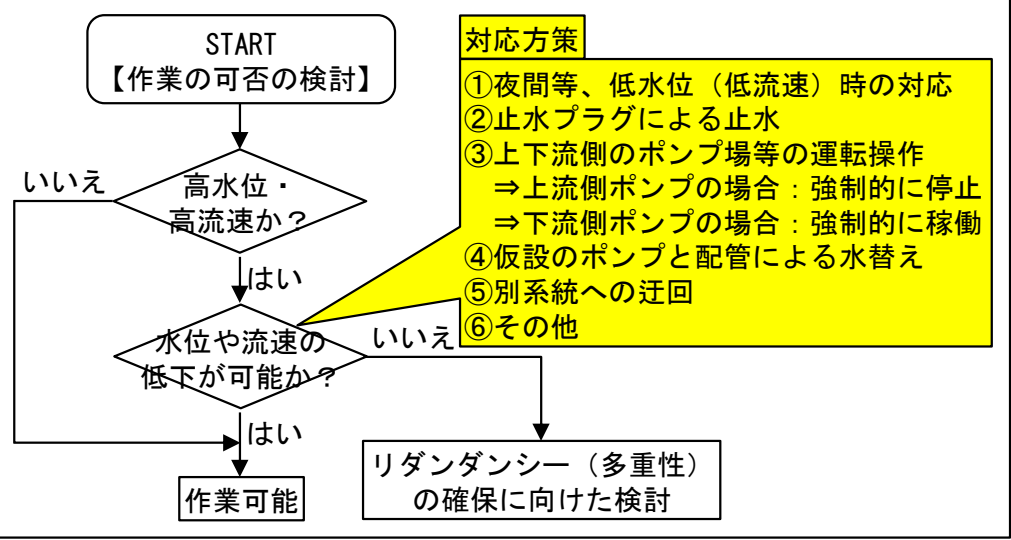 START
【作業の可否の検討】
いいえ
高水位・
高流速か？
はい
水位や流速の
低下が可能か？
いいえ
はい
作業可能
リダンダンシー（多重性）
の確保に向けた検討
対応方策
①夜間等、低水位（低流速）時の対応
②止水プラグによる止水
③上下流側のポンプ場等の運転操作
⇒上流側ポンプの場合：強制的に停止
⇒下流側ポンプの場合：強制的に稼働
④仮設のポンプと配管による水替え
⑤別系統への迂回
⑥その他